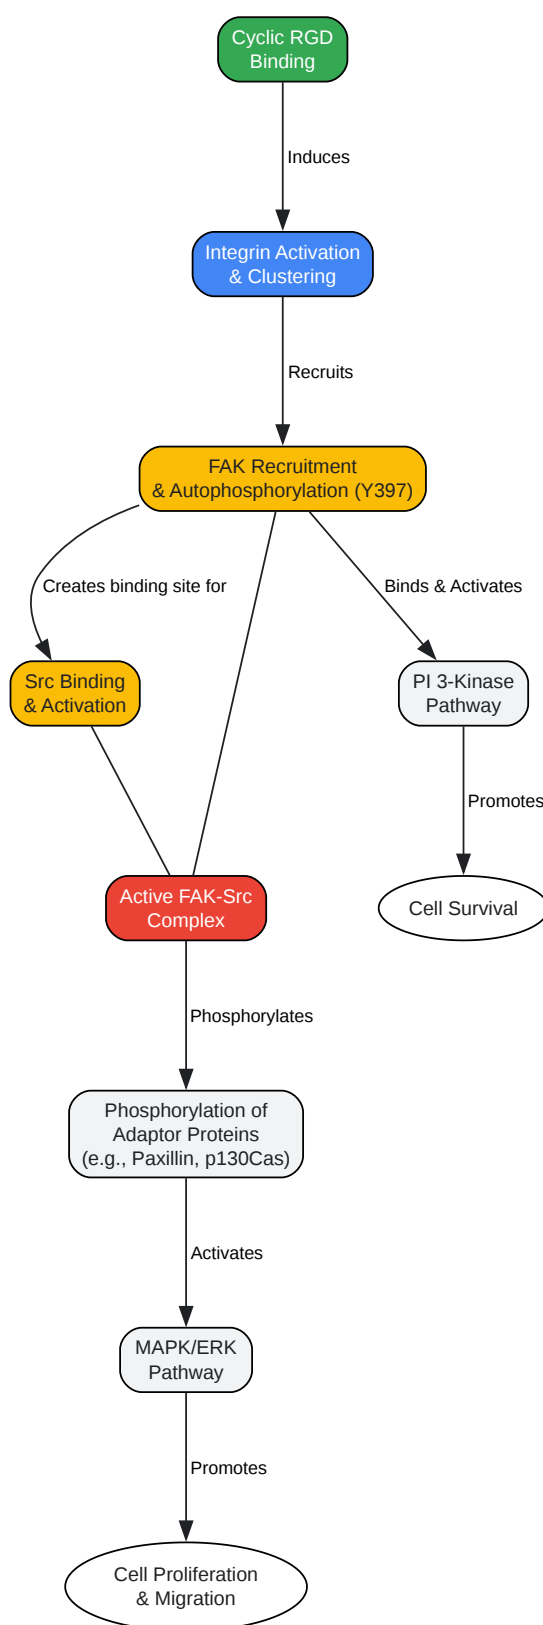 Cyclic RGD
Binding
Induces
Integrin Activation
& Clustering
Recruits
FAK Recruitment
& Autophosphorylation (Y397)
Creates binding site for
Binds & Activates
Src Binding
& Activation
PI 3-Kinase
Pathway
Promotes
Active FAK-Src
Complex
Cell Survival
Phosphorylates
Phosphorylation of
Adaptor Proteins
(e.g., Paxillin, p130Cas)
Activates
MAPK/ERK
Pathway
Promotes
Cell Proliferation
& Migration